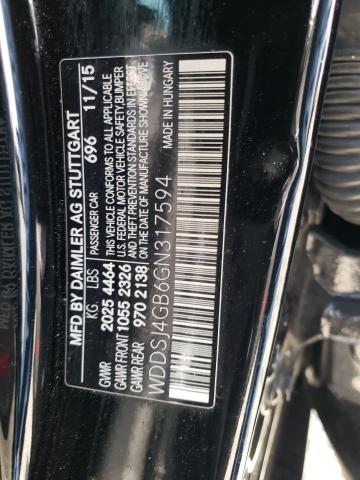 MFD BY DAIMLER AG STUTTGART
KG LBS PASSENGER CAR 696 11/15
GVWR 2025 4464 THIS VEHICLE CONFORMS TO ALL APPLICABLE
GAWR FRONT 1055 2326 U.S. FEDERAL MOTOR VEHICLE SAFETY, BUMPER
GAWR REAR 970 2138 AND THEFT PREVENTION STANDARDS IN EFFECT
ON THE DATE OF MANUFACTURE SHOWN ABOVE
MADE IN HUNGARY
WDDSJ4GB6GN317594